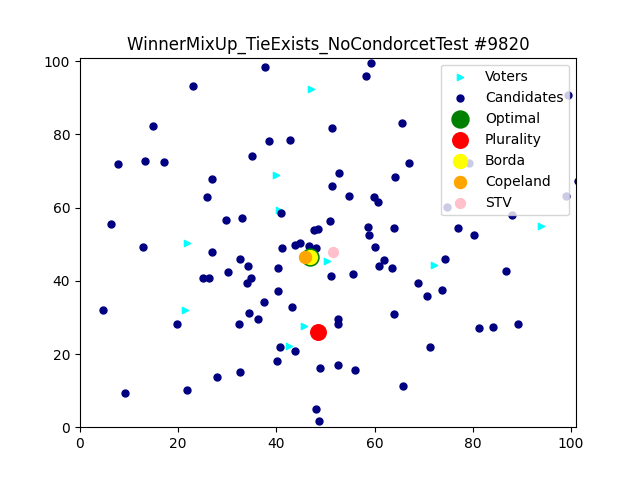 WinnerMixUp_TieExists_NoCondorcetTest #9820
Voters
Candidates
Optimal
Plurality
Borda
Copeland
STV
100
80
60
40
20
0
0 20 40 60 80 100